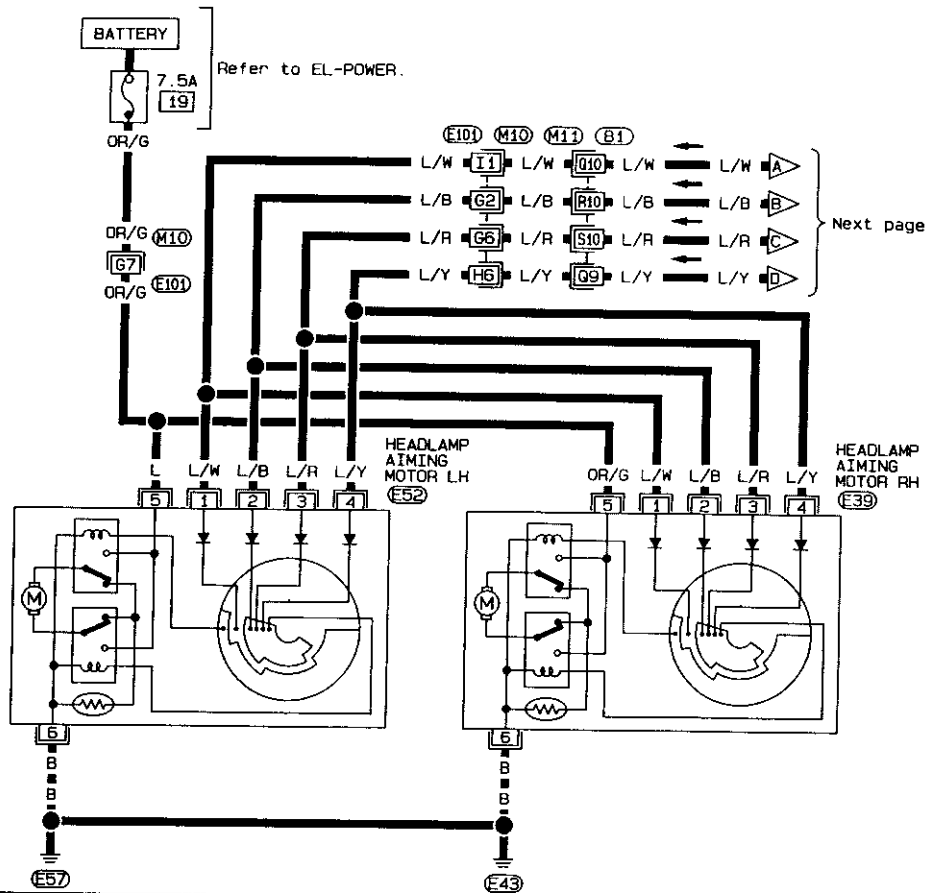 BATTERY
7.5A
19
Refer to EL-POWER.
OR/G
OR/G M10
G7
OR/G E101
E101 M10 M11 B1
L/W I1 L/W Q10 L/W L/W A
L/B G2 L/B R10 L/B L/B B
L/R G6 L/R S10 L/R L/R C
L/Y H6 L/Y Q9 L/Y L/Y D
Next page
L L/W L/B L/R L/Y
5 1 2 3 4
HEADLAMP
AIMING
MOTOR LH
E52
OR/G L/W L/B L/R L/Y
5 1 2 3 4
HEADLAMP
AIMING
MOTOR RH
E39
M
M
6
B
B
E57
6
B
B
E43